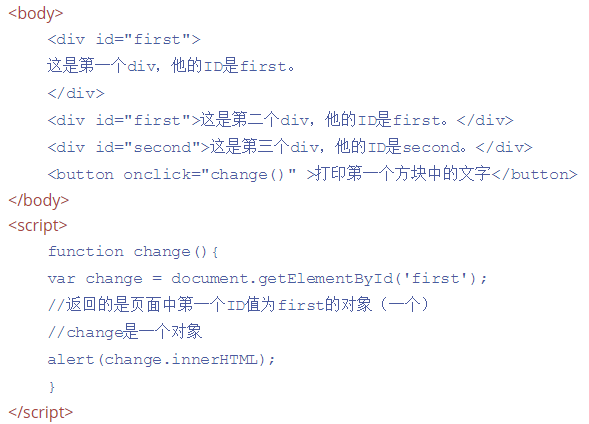 <body>
<div id="first">
这是第一个div，他的ID是first。
</div>
<div id="first">这是第二个div，他的ID是first。</div>
<div id="second">这是第三个div，他的ID是second。</div>
<button onclick="change()" >打印第一个方块中的文字</button>
</body>
<script>
function change(){
var change = document.getElementById('first');
//返回的是页面中第一个ID值为first的对象（一个）
//change是一个对象
alert(change.innerHTML);
}
</script>